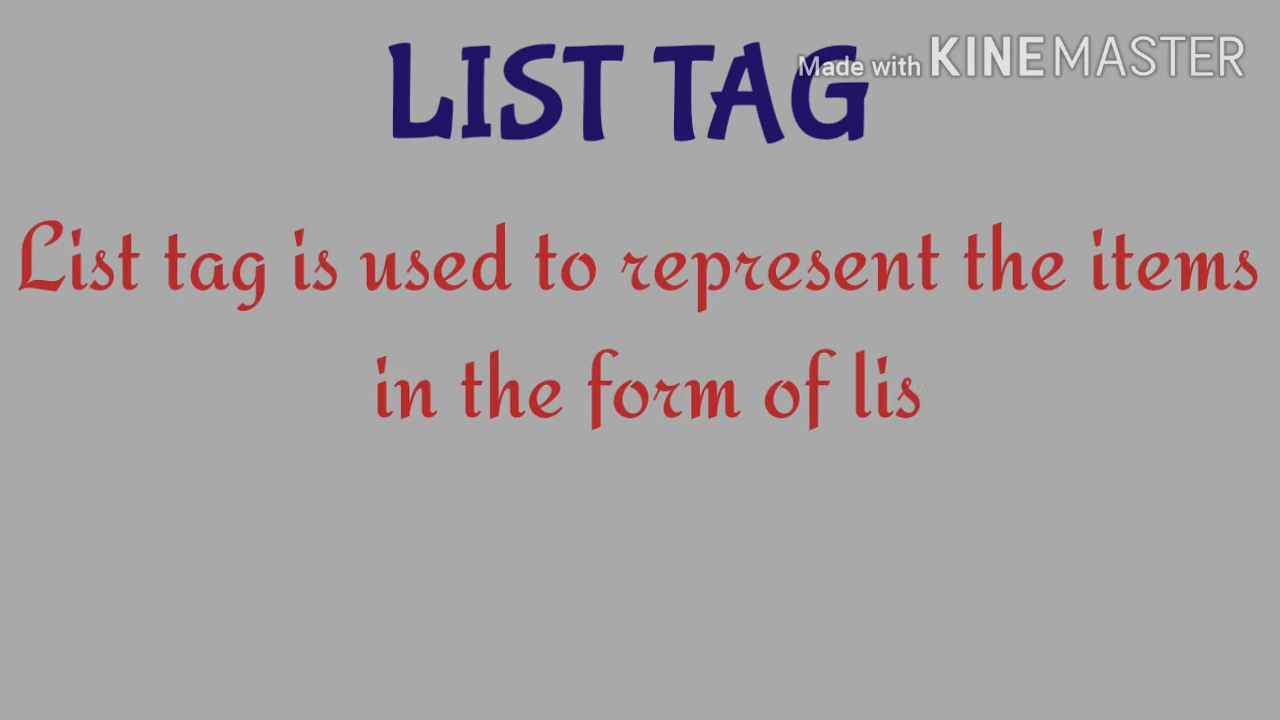 LIST TAG
Made with KINEMASTER
List tag is used to represent the items
in the form of lis